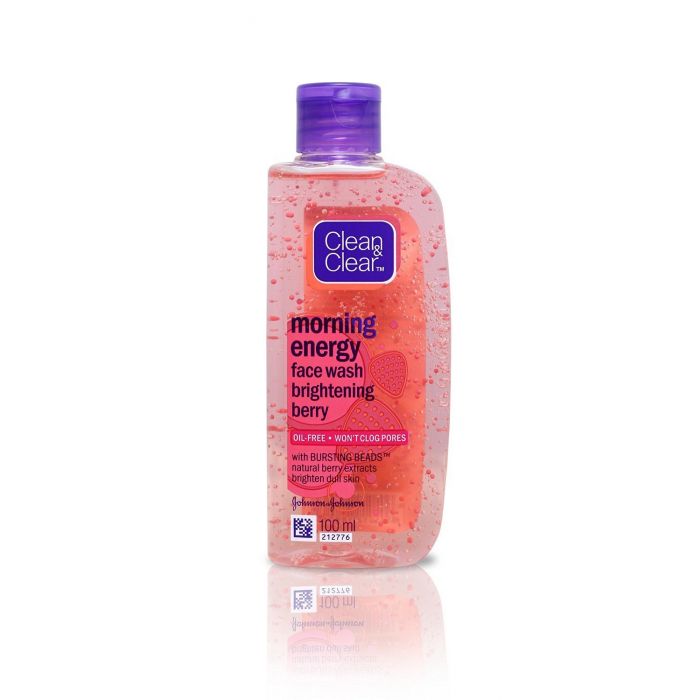 Clean &
Clear™
morning
energy
face wash
brightening
berry
OIL-FREE • WON'T CLOG PORES
with BURSTING BEADS™
natural berry extracts
brighten dull skin
Johnson & Johnson
100 ml
212776